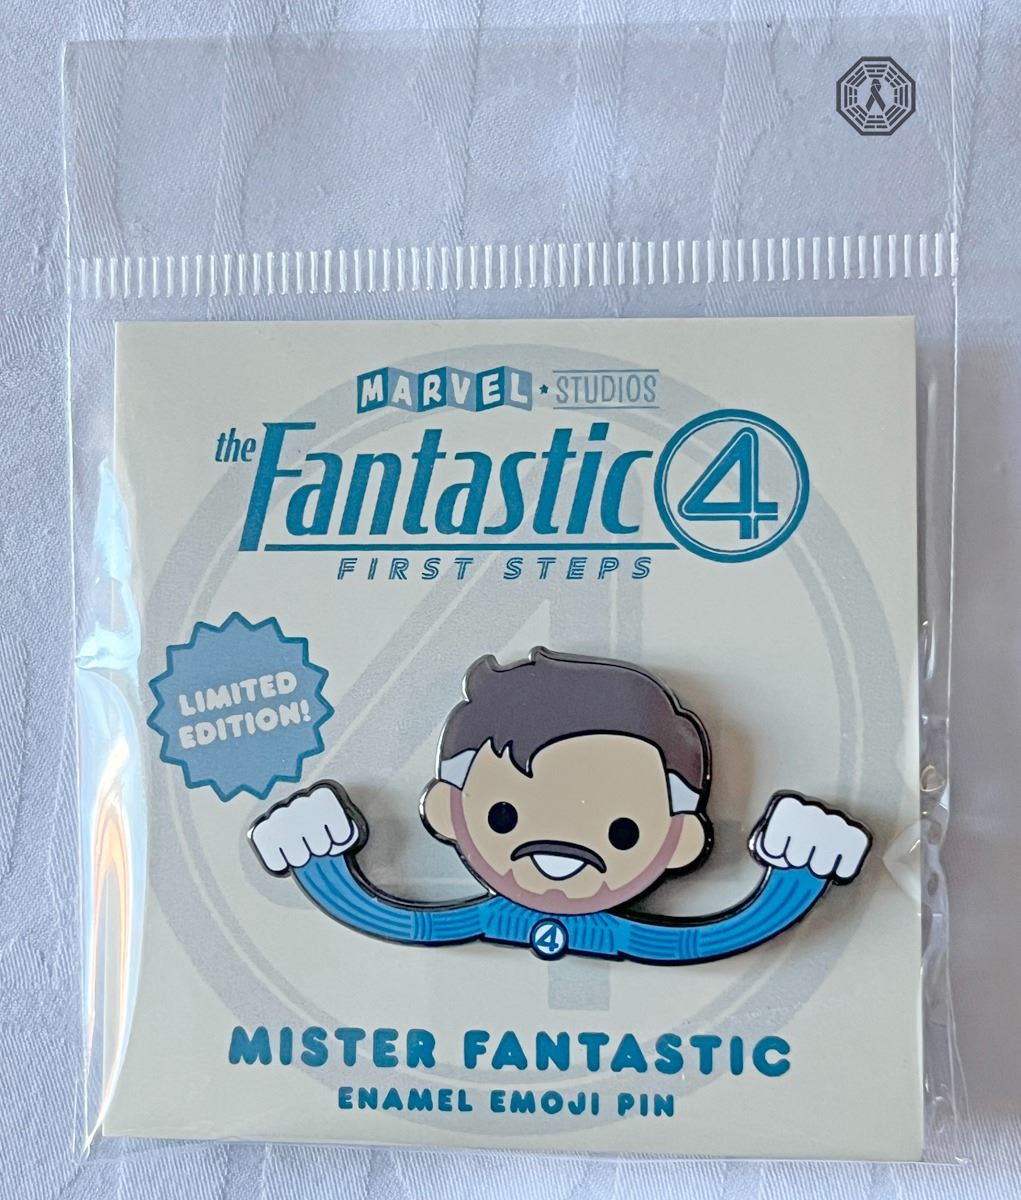 MARVEL STUDIOS
the Fantastic 4
FIRST STEPS
LIMITED
EDITION!
4
MISTER FANTASTIC
ENAMEL EMOJI PIN